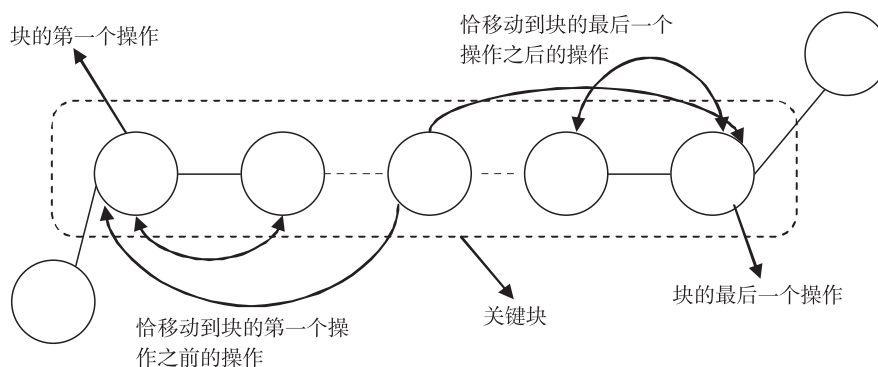 块的第一个操作
恰移动到块的最后一个
操作之后的操作
块的最后一个操作
关键块
恰移动到块的第一个操
作之前的操作